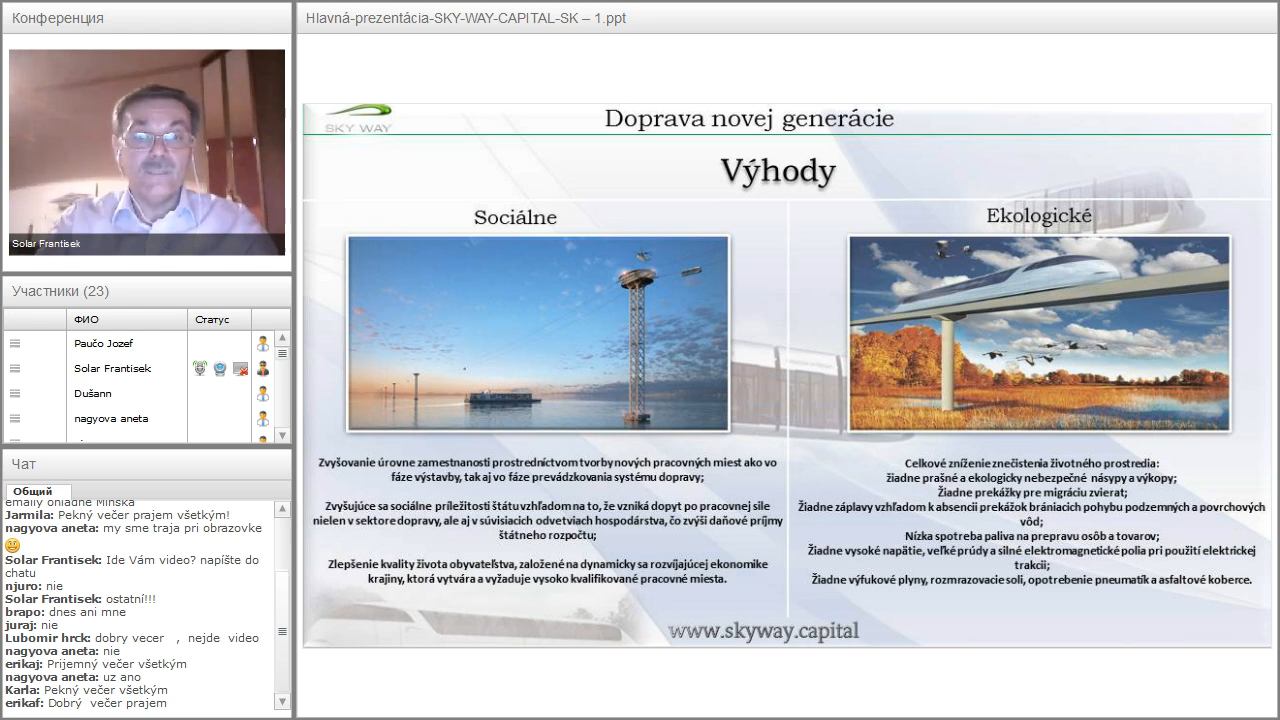 Конференция
Solar Frantisek
Участники (23)
ФИО Статус
Paučo Jozef
Solar Frantisek
Dušann
nagyova aneta
Чат
Общий
emaily ohľadne Minska
Jarmila: Pekný večer prajem všetkým!
nagyova aneta: my sme traja pri obrazovke
Solar Frantisek: Ide Vám video? napíšte do
chatu
njuro: nie
Solar Frantisek: ostatní!!!
brapo: dnes ani mne
juraj: nie
Lubomir hrck: dobry vecer , nejde video
nagyova aneta: nie
erikaj: Prijemný večer všetkým
nagyova aneta: uz ano
Karla: Pekný večer všetkým
erikaf: Dobrý večer prajem
Hlavná-prezentácia-SKY-WAY-CAPITAL-SK – 1.ppt
SKY WAY
Doprava novej generácie
Výhody
Sociálne
Zvyšovanie úrovne zamestnanosti prostredníctvom tvorby nových pracovných miest ako vo
fáze výstavby, tak aj vo fáze prevádzkovania systému dopravy;
Zvyšujúce sa sociálne príležitosti štátu vzhľadom na to, že vzniká dopyt po pracovnej sile
nielen v sektore dopravy, ale aj v súvisiacich odvetviach hospodárstva, čo zvýši daňové príjmy
štátneho rozpočtu;
Zlepšenie kvality života obyvateľstva, založené na dynamicky sa rozvíjajúcej ekonomike
krajiny, ktorá vytvára a vyžaduje vysoko kvalifikované pracovné miesta.
Ekologické
Celkové zníženie znečistenia životného prostredia:
žiadne prašné a ekologicky nebezpečné násypy a výkopy;
Žiadne prekážky pre migráciu zvierat;
Žiadne záplavy vzhľadom k absencii prekážok brániacich pohybu podzemných a povrchových
vôd;
Nízka spotreba paliva na prepravu osôb a tovarov;
Žiadne vysoké napätie, veľké prúdy a silné elektromagnetické polia pri použití elektrickej
trakcii;
Žiadne výfukové plyny, rozmrazovacie soli, opotrebenie pneumatík a asfaltové koberce.
www.skyway.capital